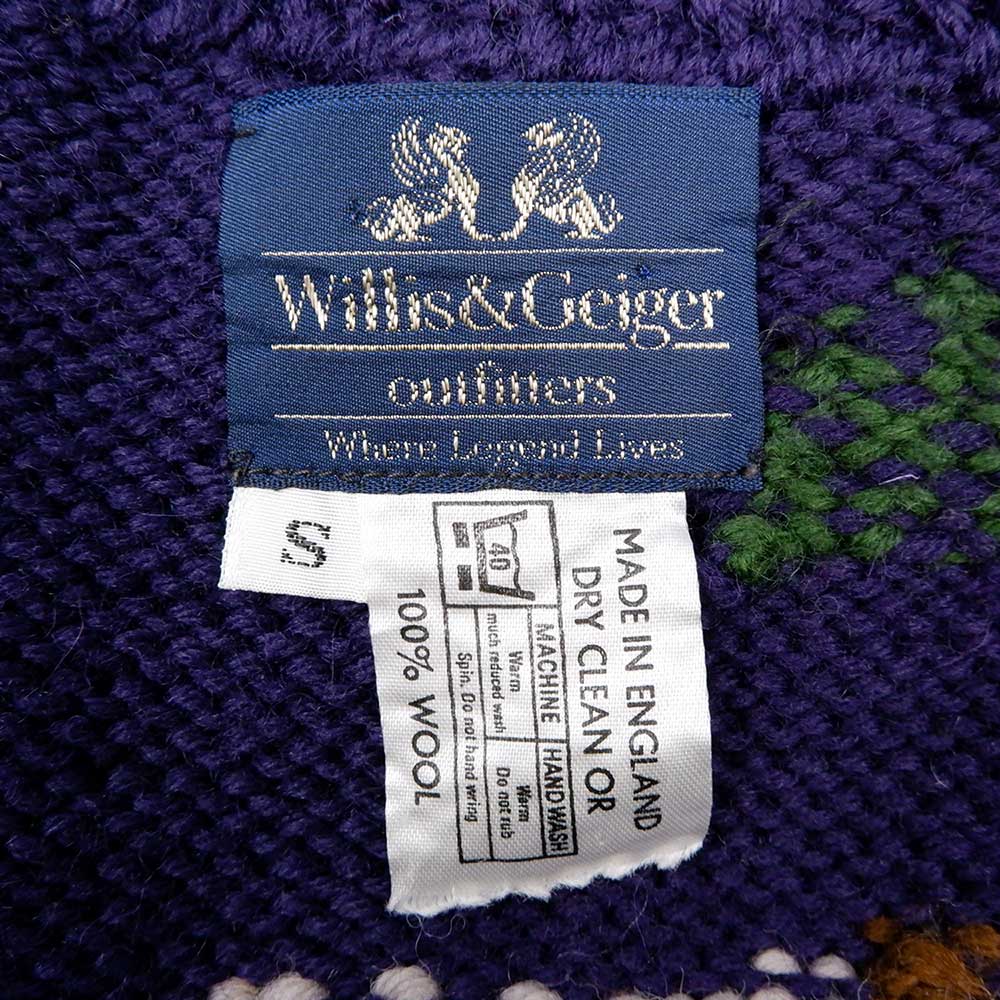 Willis & Geiger
outfitters
Where Legend Lives
S
MADE IN ENGLAND
DRY CLEAN OR
MACHINE HAND WASH
40 Warm much reduced wash Warm Do not rub
Spin. Do not hand wring
100% WOOL